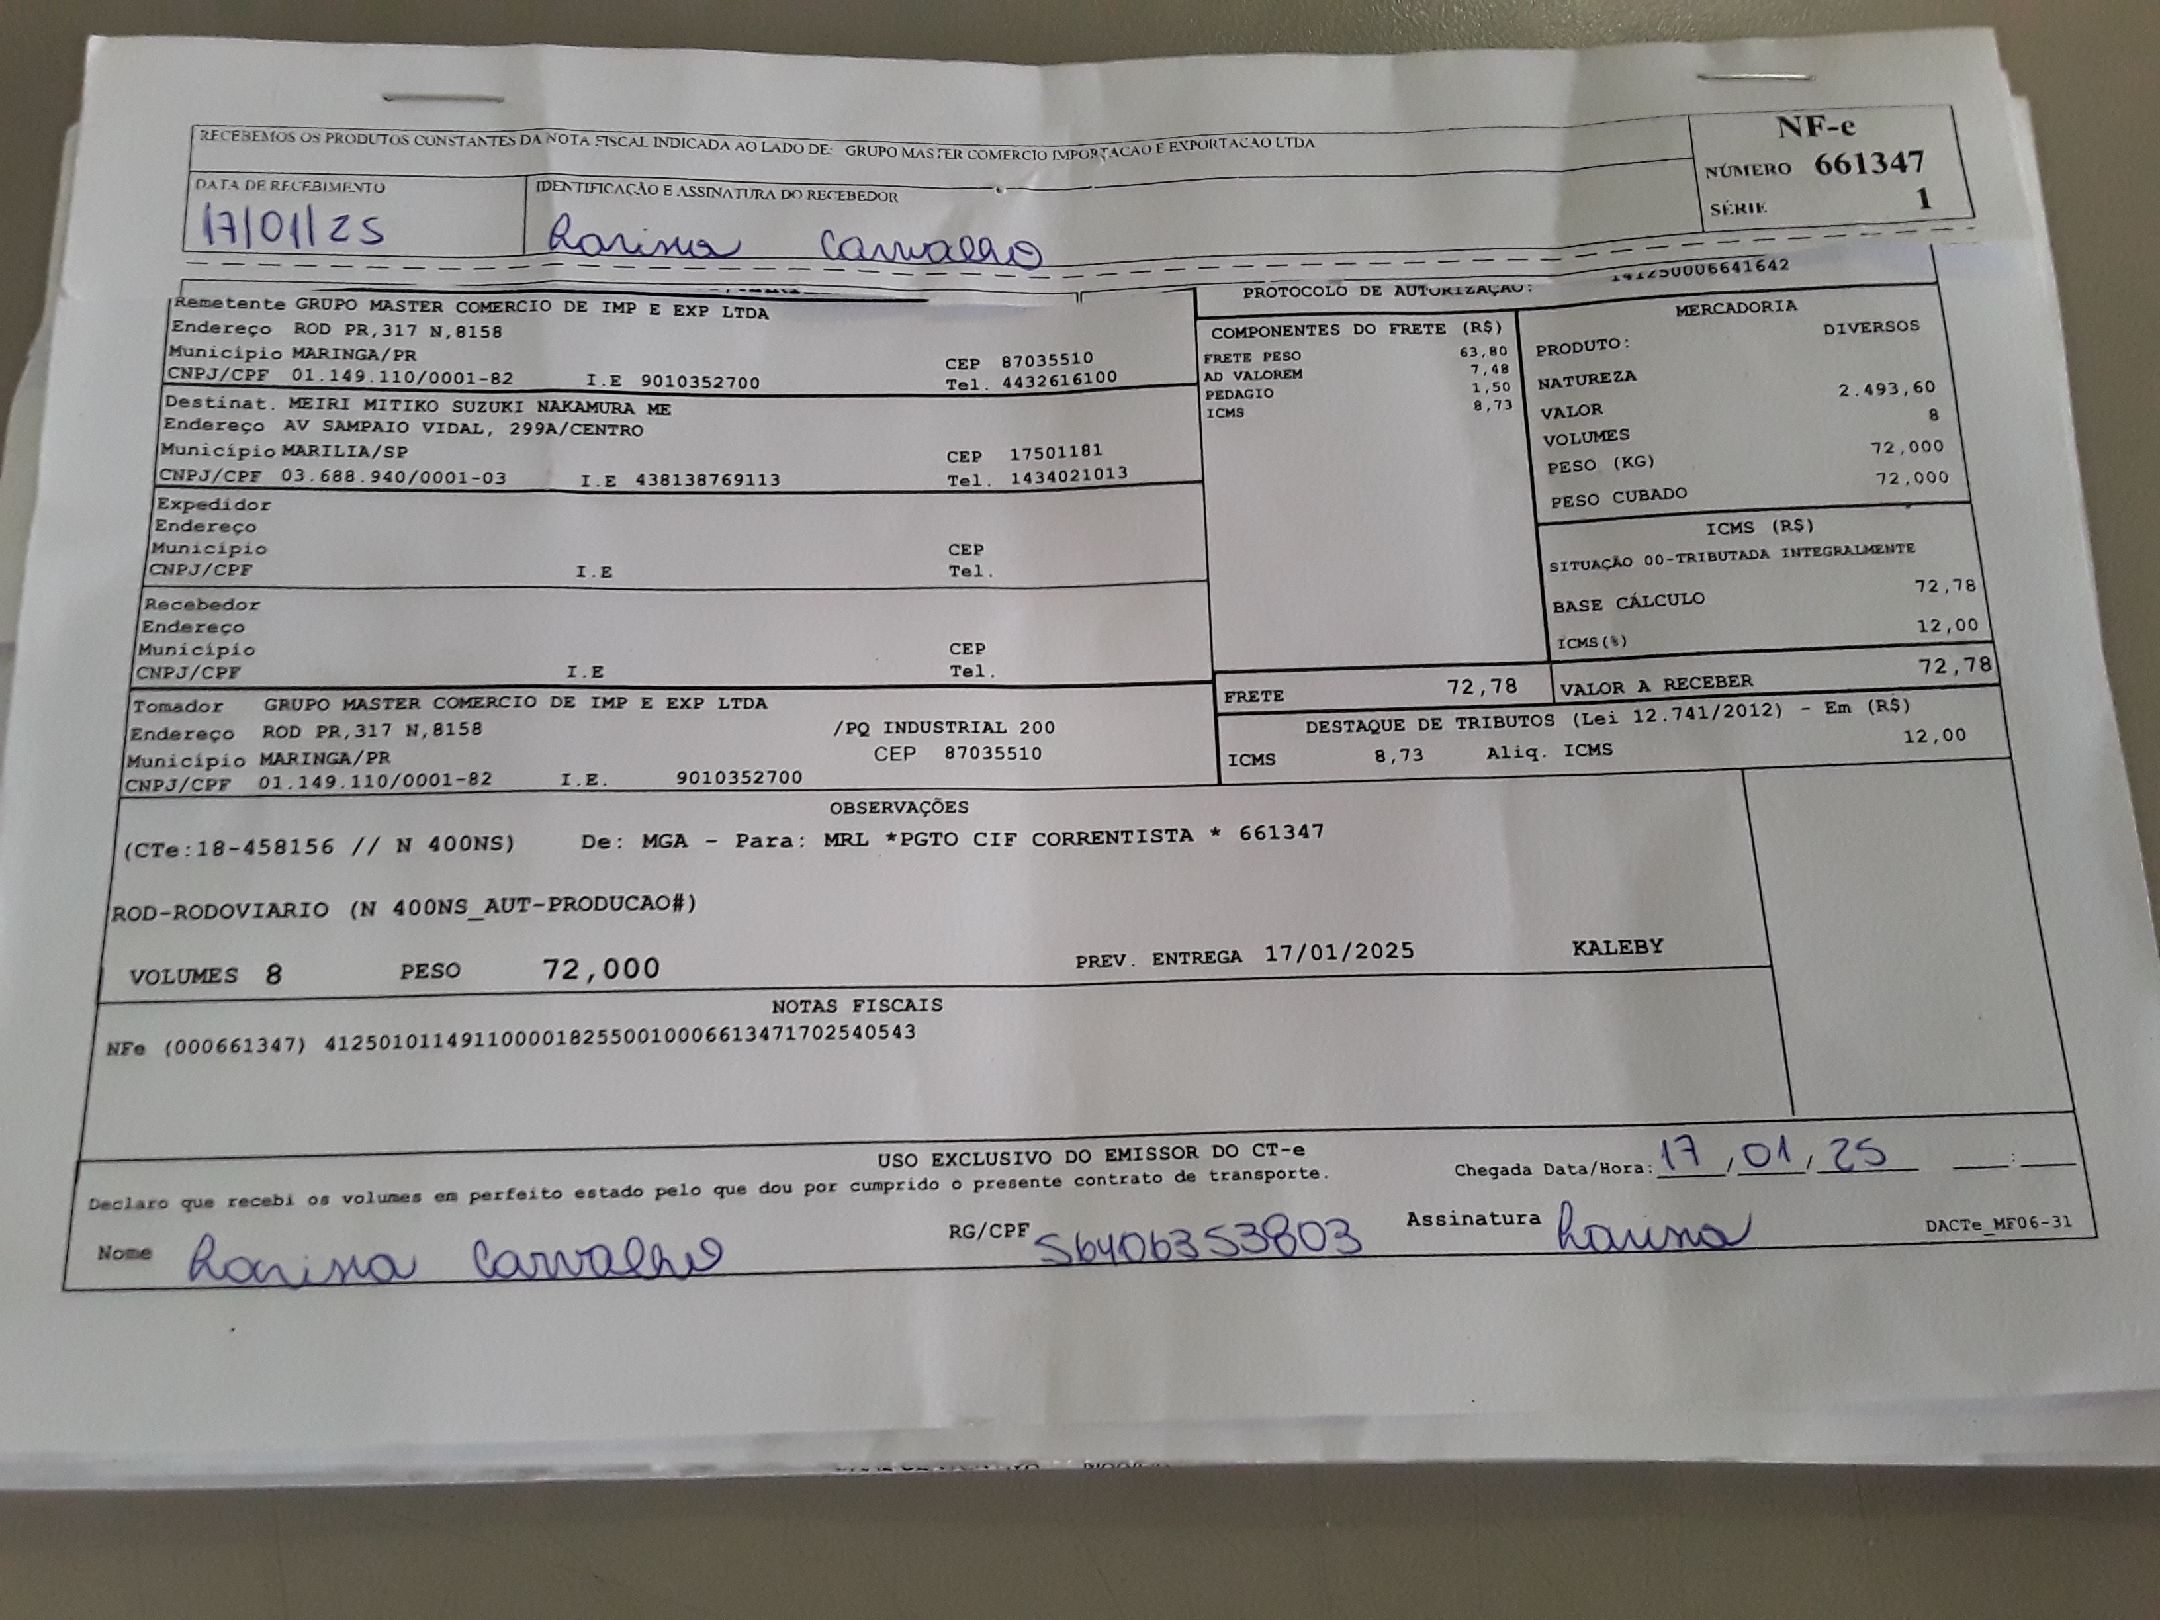 RECEBEMOS OS PRODUTOS CONSTANTES DA NOTA FISCAL INDICADA AO LADO DE: GRUPO MASTER COMERCIO IMPORTACAO E EXPORTACAO LTDA
NF-e
NÚMERO 661347
SÉRIE 1
DATA DE RECEBIMENTO
17/01/25
IDENTIFICAÇÃO E ASSINATURA DO RECEBEDOR
Larissa Carvalho
Remetente GRUPO MASTER COMERCIO DE IMP E EXP LTDA
Endereço ROD PR,317 N,8158
Município MARINGA/PR CEP 87035510
CNPJ/CPF 01.149.110/0001-82 I.E 9010352700 Tel. 4432616100
Destinat. MEIRI MITIKO SUZUKI NAKAMURA ME
Endereço AV SAMPAIO VIDAL, 299A/CENTRO
Município MARILIA/SP CEP 17501181
CNPJ/CPF 03.688.940/0001-03 I.E 438138769113 Tel. 1434021013
Expedidor
Endereço
Município CEP
CNPJ/CPF I.E Tel.
Recebedor
Endereço
Município CEP
CNPJ/CPF I.E Tel.
Tomador GRUPO MASTER COMERCIO DE IMP E EXP LTDA
Endereço ROD PR,317 N,8158 /PQ INDUSTRIAL 200
Município MARINGA/PR CEP 87035510
CNPJ/CPF 01.149.110/0001-82 I.E. 9010352700
PROTOCOLO DE AUTORIZAÇÃO: 141250006641642
COMPONENTES DO FRETE (R$)
FRETE PESO 63,80
AD VALOREM 7,48
PEDAGIO 1,50
ICMS 8,73
MERCADORIA
PRODUTO: DIVERSOS
NATUREZA
VALOR 2.493,60
VOLUMES 8
PESO (KG) 72,000
PESO CUBADO 72,000
ICMS (R$)
SITUAÇÃO 00-TRIBUTADA INTEGRALMENTE
BASE CÁLCULO 72,78
ICMS(%) 12,00
FRETE 72,78 VALOR A RECEBER 72,78
DESTAQUE DE TRIBUTOS (Lei 12.741/2012) - Em (R$)
ICMS 8,73 Aliq. ICMS 12,00
OBSERVAÇÕES
(CTe:18-458156 // N 400NS) De: MGA - Para: MRL *PGTO CIF CORRENTISTA * 661347
ROD-RODOVIARIO (N 400NS_AUT-PRODUCAO#)
VOLUMES 8 PESO 72,000 PREV. ENTREGA 17/01/2025 KALEBY
NOTAS FISCAIS
NFe (000661347) 41250101149110000182550010006613471702540543
USO EXCLUSIVO DO EMISSOR DO CT-e
Declaro que recebi os volumes em perfeito estado pelo que dou por cumprido o presente contrato de transporte.
Chegada Data/Hora: 17/01/25 __:__
Nome Larissa Carvalho RG/CPF 56406353803 Assinatura Larissa
DACTe_MF06-31